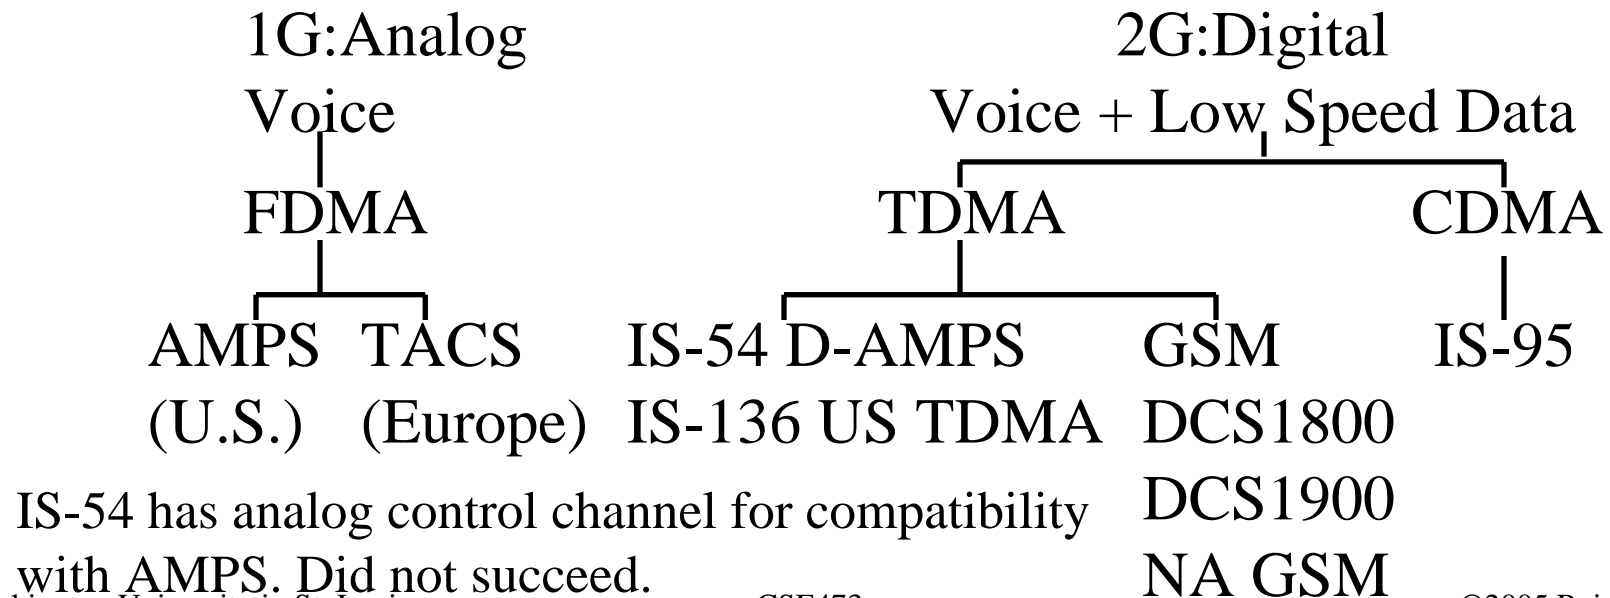 1G:Analog
Voice
FDMA
AMPS TACS
(U.S.) (Europe)
2G:Digital
Voice + Low Speed Data
TDMA CDMA
IS-54 D-AMPS GSM IS-95
IS-136 US TDMA DCS1800
DCS1900
NA GSM
IS-54 has analog control channel for compatibility
with AMPS. Did not succeed.